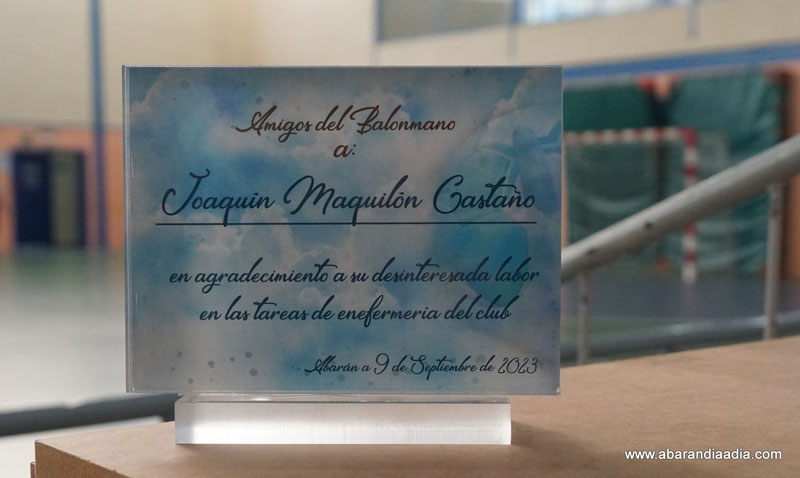 Amigos del Balonmano
a:
Joaquín Maquilón Castaño
en agradecimiento a su desinteresada labor
en las tareas de enefermeria del club
Abarán a 9 de Septiembre de 2023
www.abarandiaadia.com